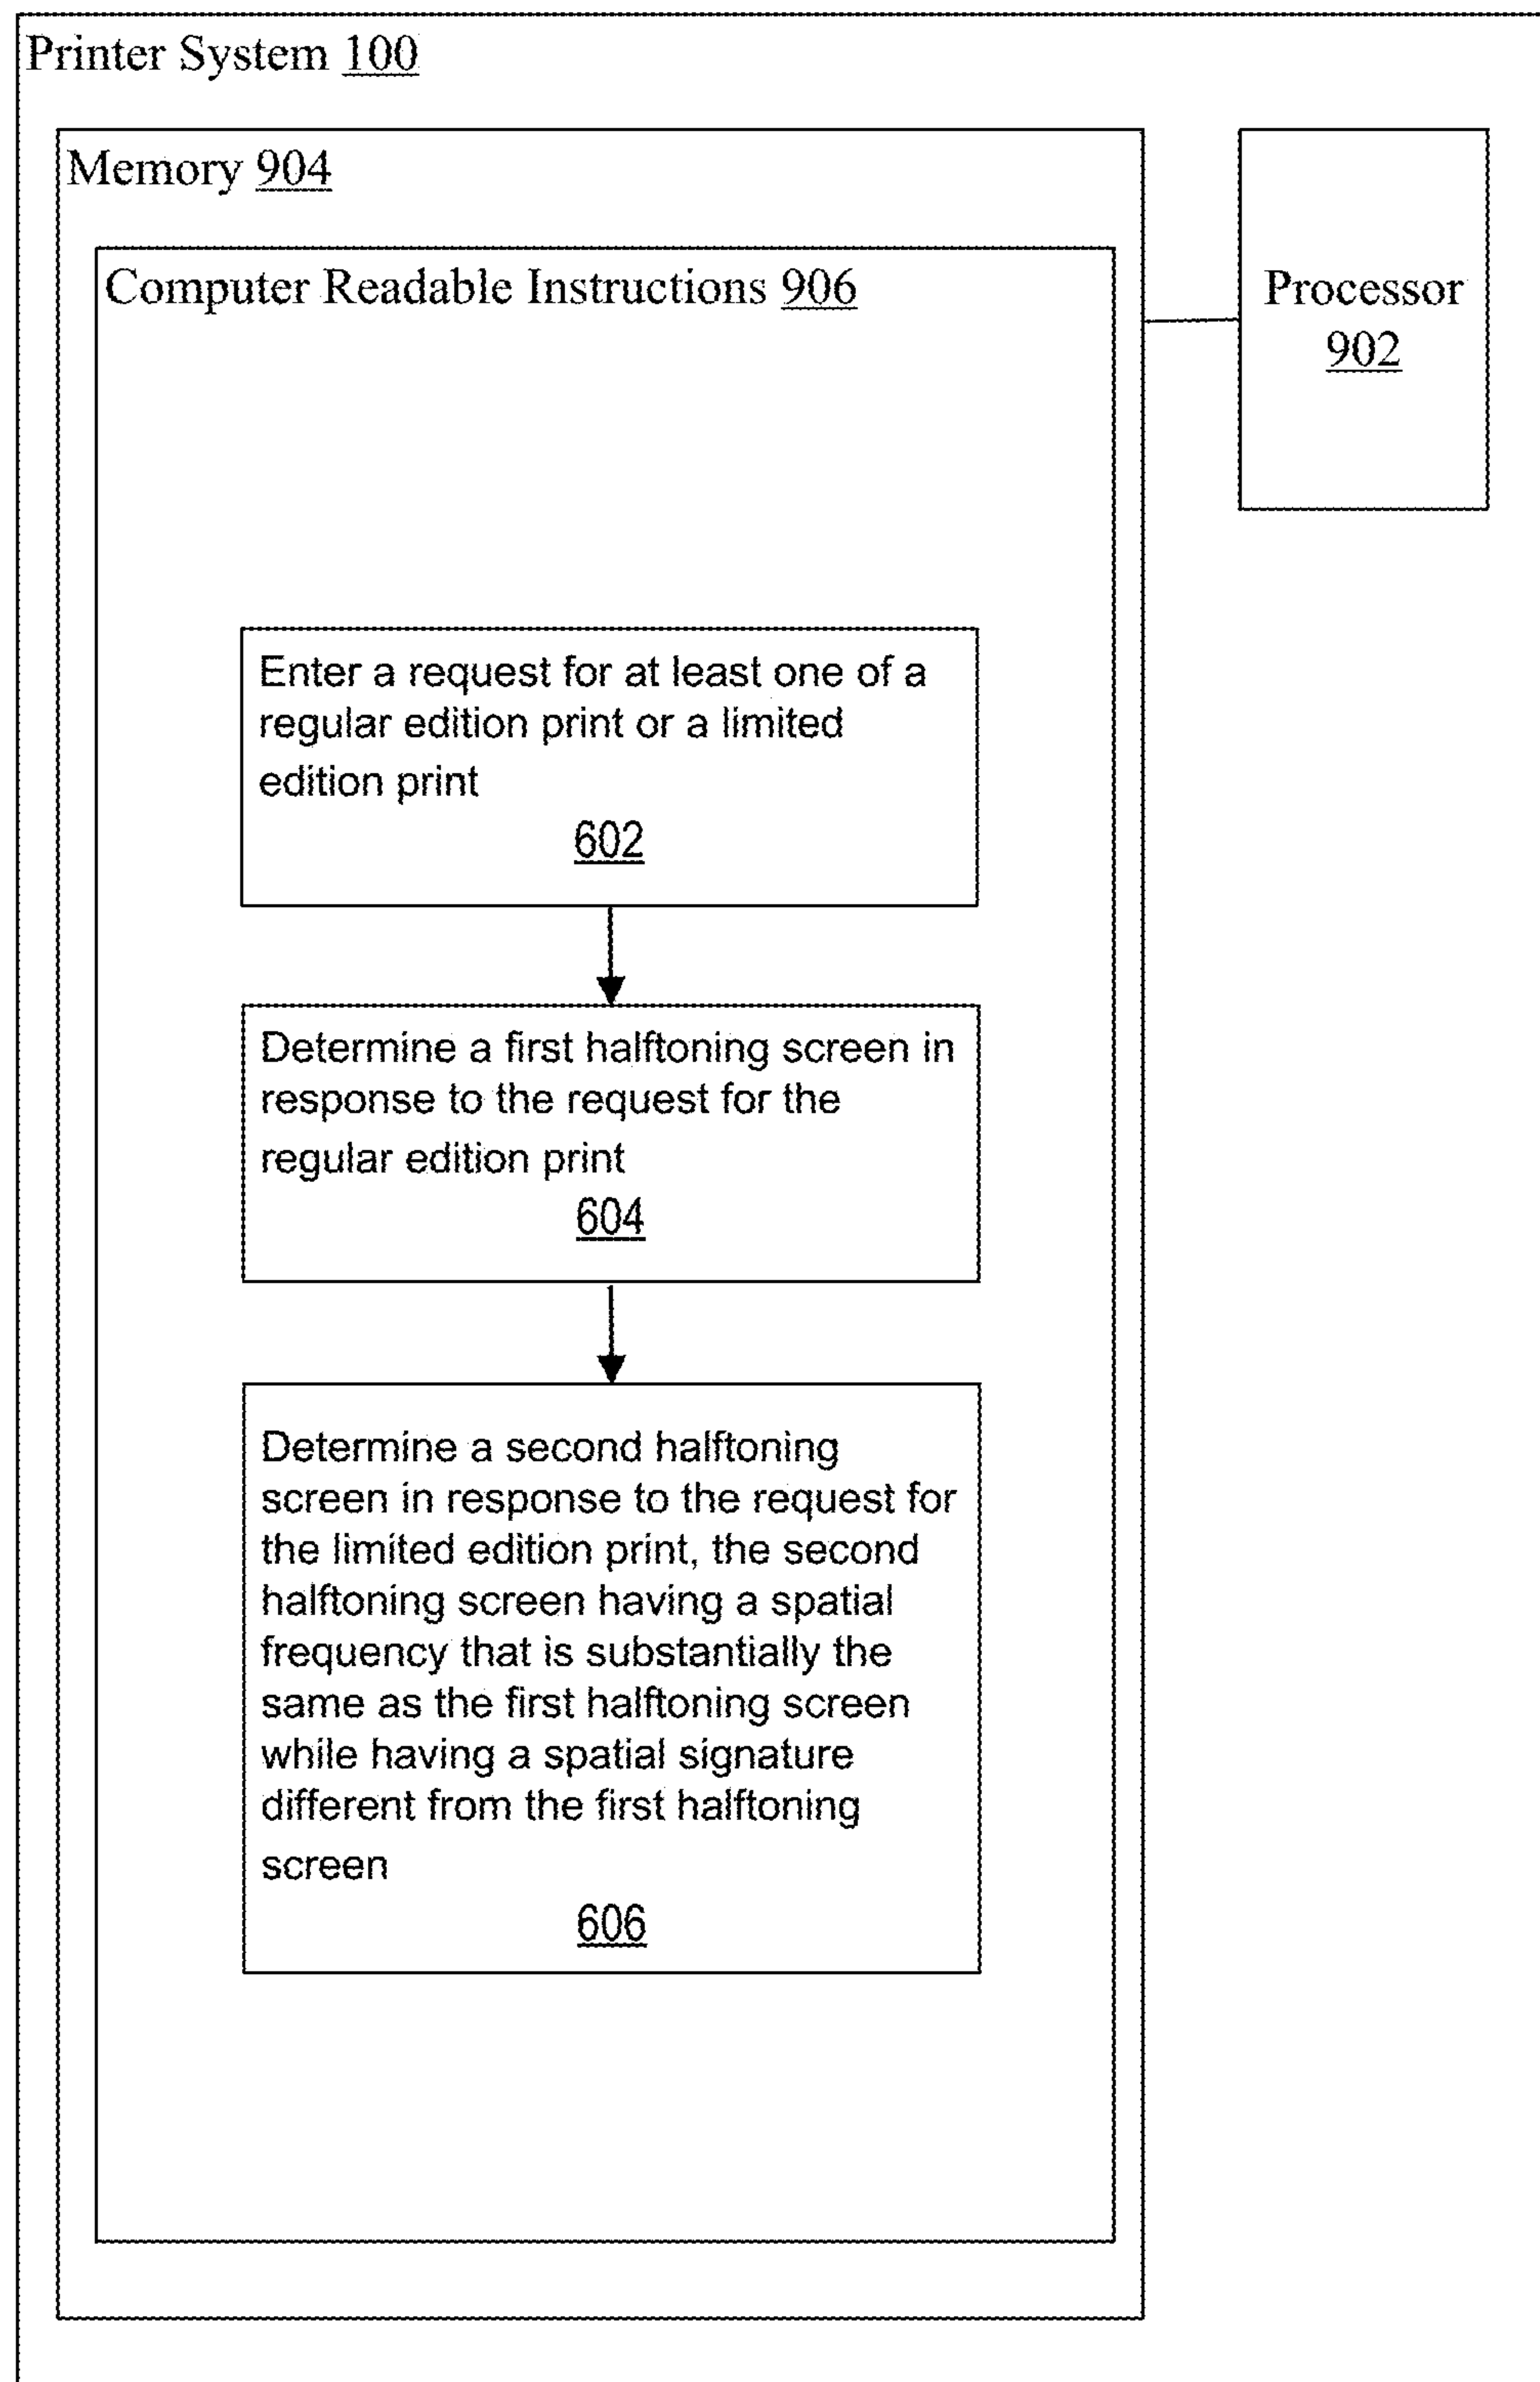 Printer System 100
Memory 904
Computer Readable Instructions 906
Processor
902
Enter a request for at least one of a
regular edition print or a limited
edition print
602
Determine a first halftoning screen in
response to the request for the
regular edition print
604
Determine a second halftoning
screen in response to the request for
the limited edition print, the second
halftoning screen having a spatial
frequency that is substantially the
same as the first halftoning screen
while having a spatial signature
different from the first halftoning
screen
606